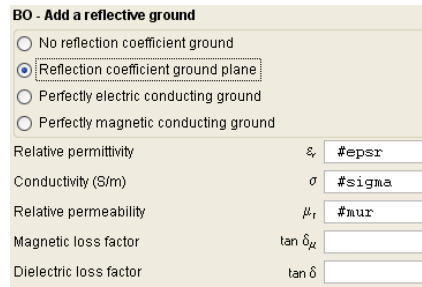 BO - Add a reflective ground
No reflection coefficient ground
Reflection coefficient ground plane
Perfectly electric conducting ground
Perfectly magnetic conducting ground
Relative permittivity εr #epsr
Conductivity (S/m) σ #sigma
Relative permeability μr #mur
Magnetic loss factor tan δμ
Dielectric loss factor tan δ